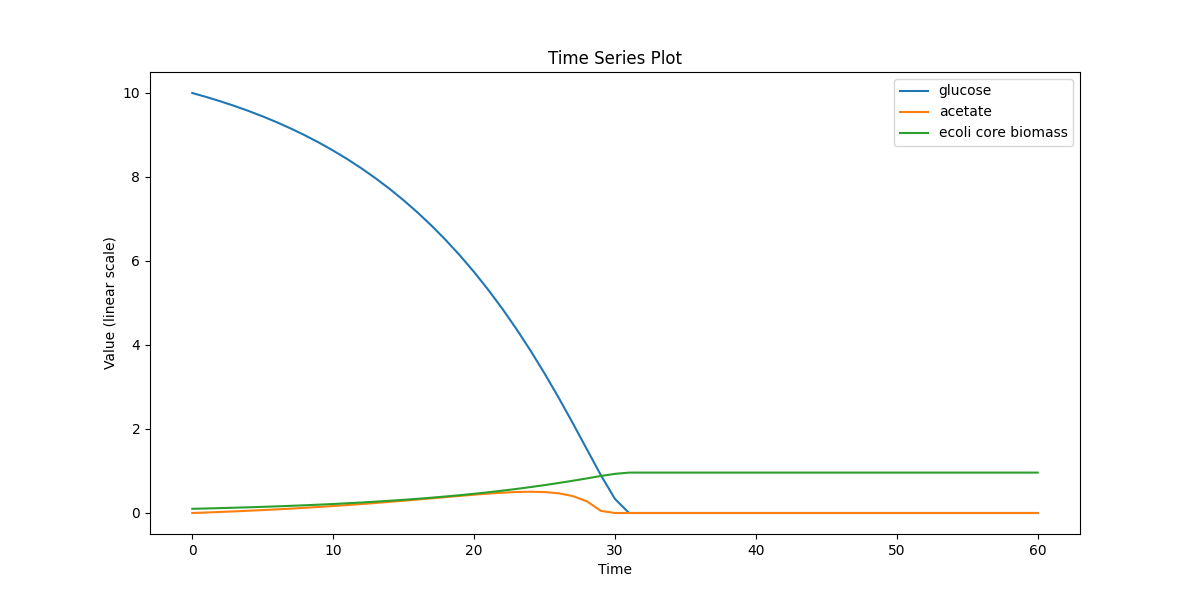 Time Series Plot
glucose
acetate
ecoli core biomass
Value (linear scale)
10
8
6
4
2
0
0 10 20 30 40 50 60
Time